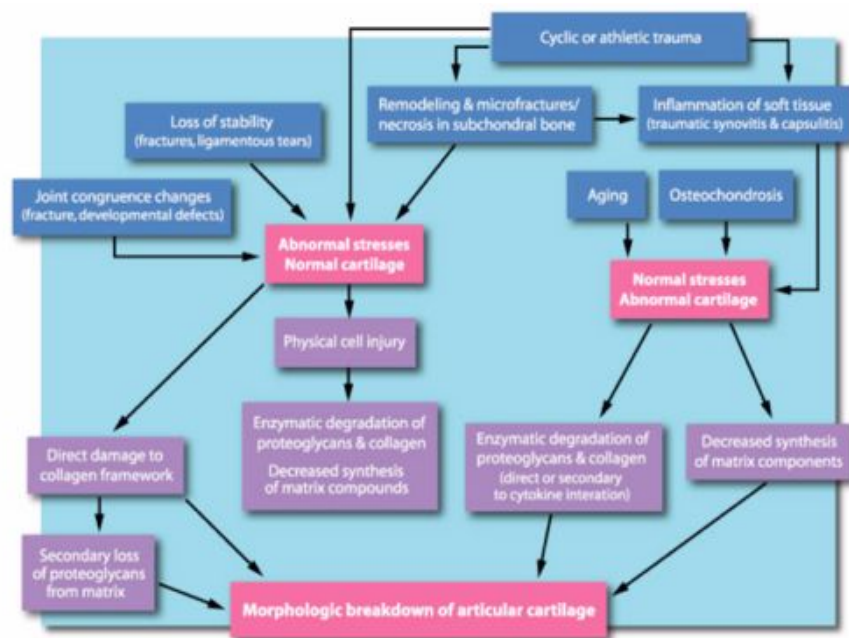 Cyclic or athletic trauma
Loss of stability
(fractures, ligamentous tears)
Remodeling & microfractures/
necrosis in subchondral bone
Inflammation of soft tissue
(traumatic synovitis & capsulitis)
Joint congruence changes
(fracture, developmental defects)
Aging
Osteochondrosis
Abnormal stresses
Normal cartilage
Normal stresses
Abnormal cartilage
Physical cell injury
Direct damage to
collagen framework
Enzymatic degradation of
proteoglycans & collagen
Decreased synthesis
of matrix compounds
Enzymatic degradation of
proteoglycans & collagen
(direct or secondary
to cytokine interation)
Decreased synthesis
of matrix components
Secondary loss
of proteoglycans
from matrix
Morphologic breakdown of articular cartilage